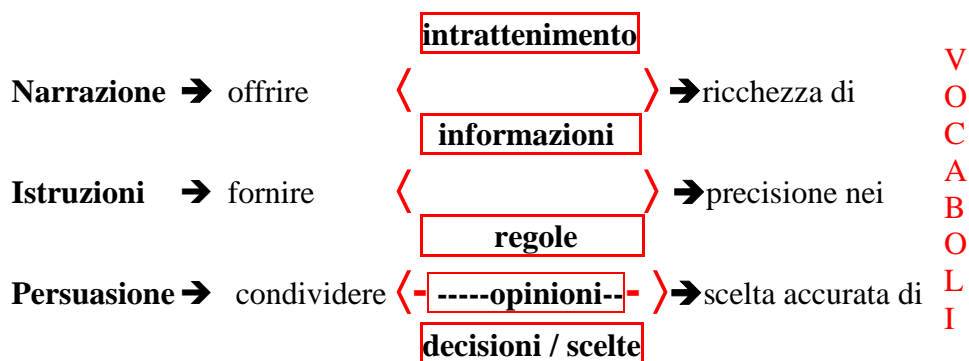 intrattenimento
Narrazione ➔ offrire 〈 〉 ➔ ricchezza di
informazioni
Istruzioni ➔ fornire 〈 〉 ➔ precisione nei
regole
Persuasione ➔ condividere 〈- -----opinioni-- - 〉 ➔ scelta accurata di
decisioni / scelte
V
O
C
A
B
O
L
I